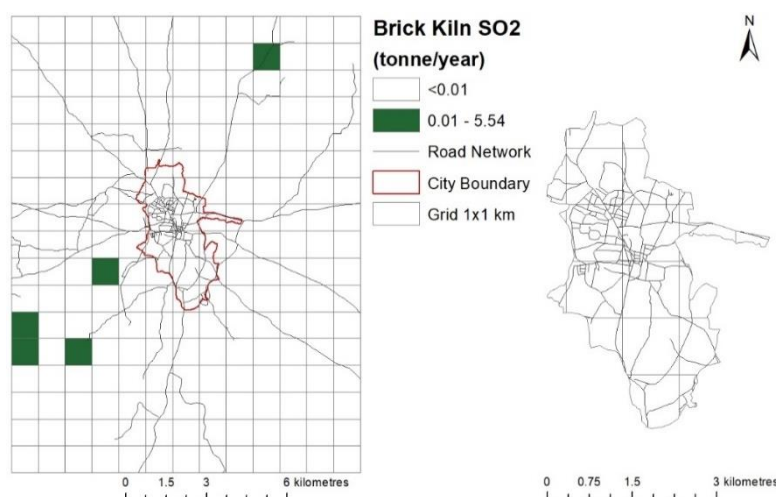 Brick Kiln SO2
(tonne/year)
<0.01
0.01 - 5.54
Road Network
City Boundary
Grid 1x1 km
N
0 1.5 3 6 kilometres
0 0.75 1.5 3 kilometres